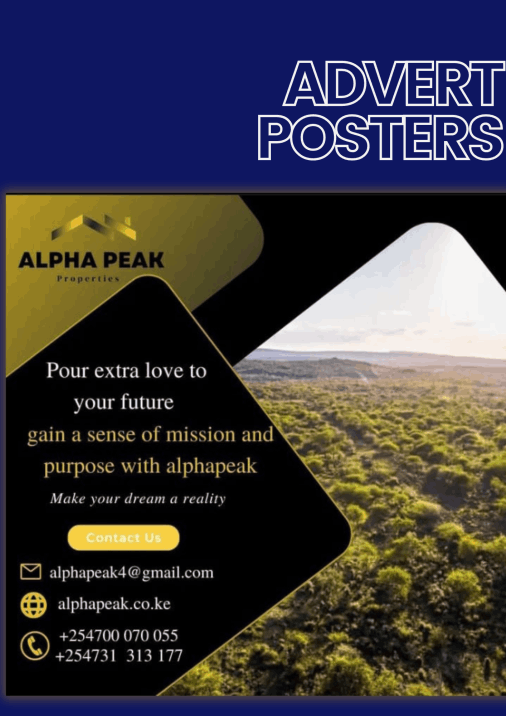 ADVERT
POSTERS
ALPHA PEAK
Properties
Pour extra love to
your future
gain a sense of mission and
purpose with alphapeak
Make your dream a reality
Contact Us
alphapeak4@gmail.com
alphapeak.co.ke
+254700 070 055
+254731 313 177